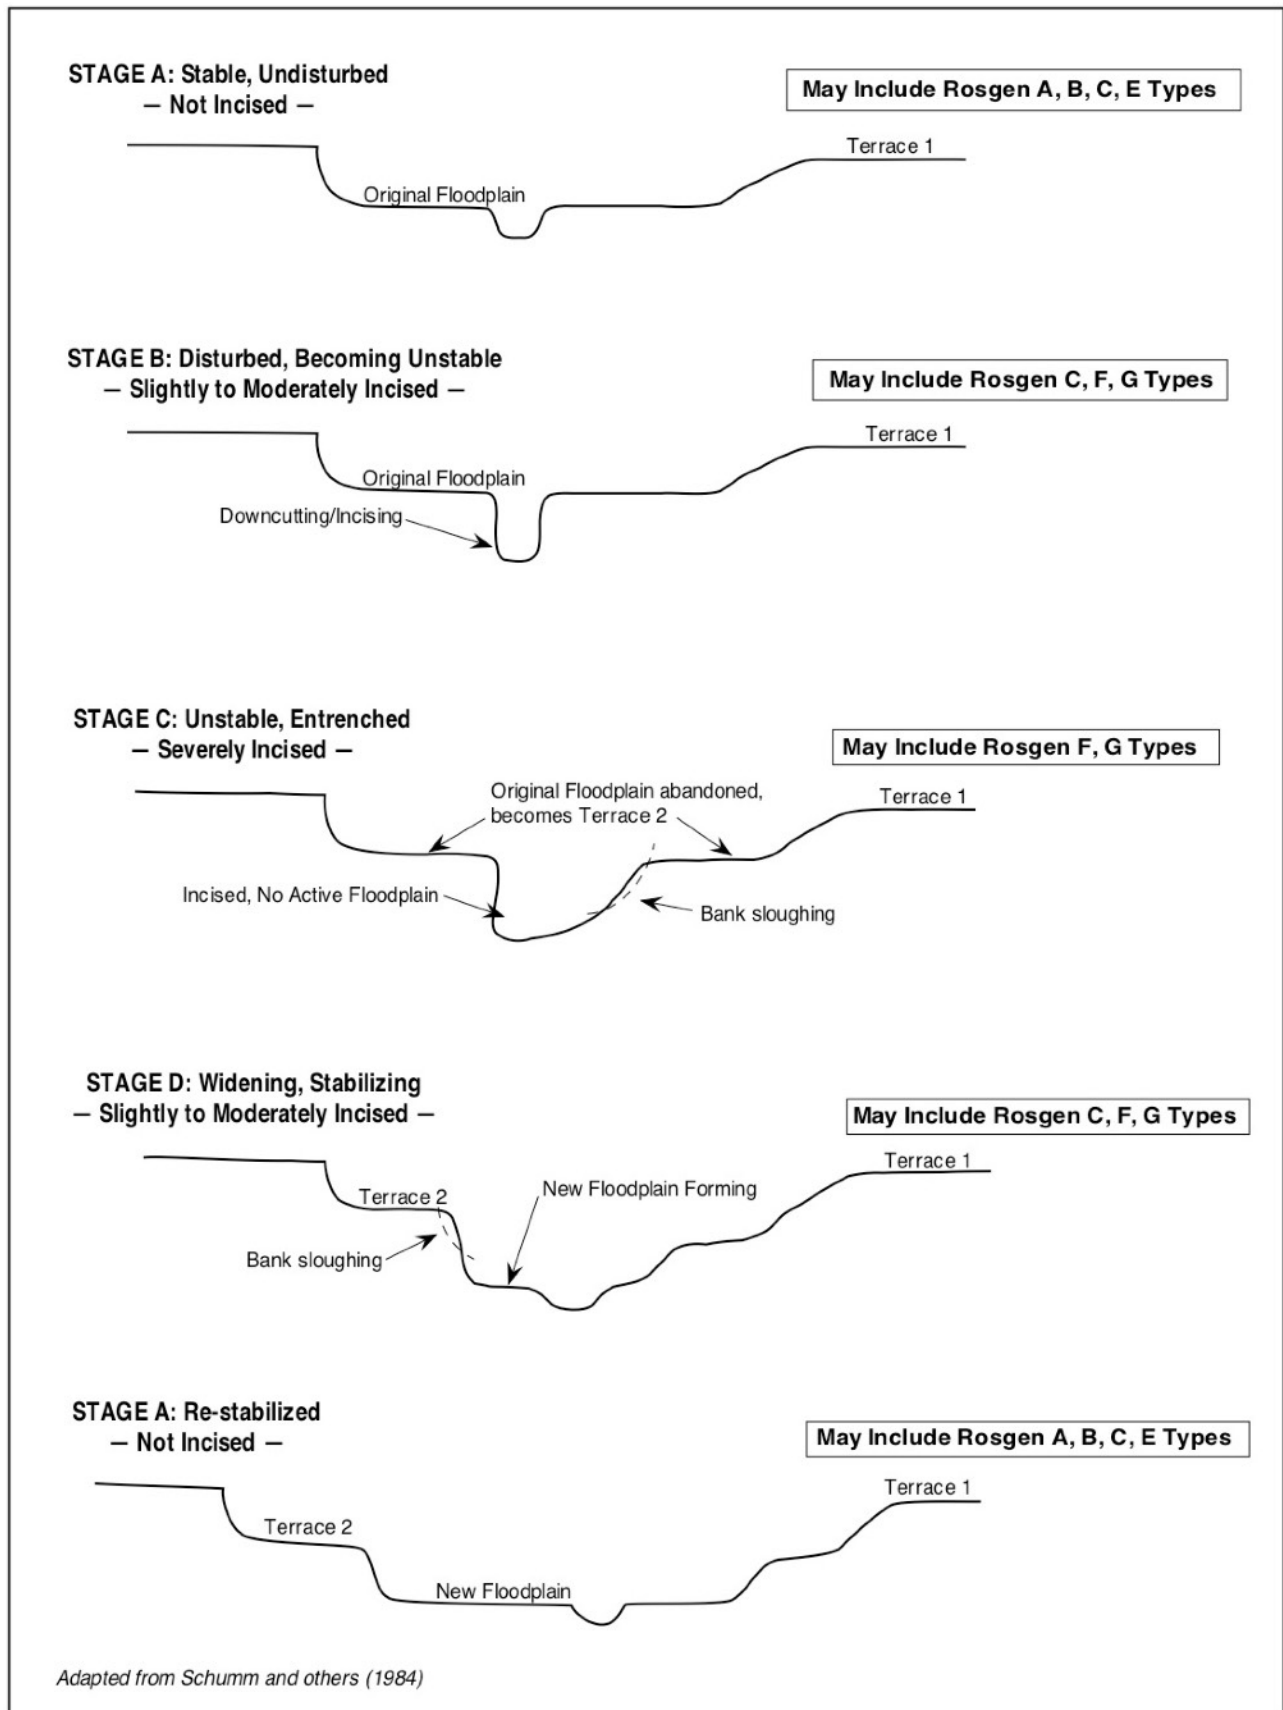 STAGE A: Stable, Undisturbed
— Not Incised —
May Include Rosgen A, B, C, E Types
Terrace 1
Original Floodplain
STAGE B: Disturbed, Becoming Unstable
— Slightly to Moderately Incised —
May Include Rosgen C, F, G Types
Terrace 1
Original Floodplain
Downcutting/Incising
STAGE C: Unstable, Entrenched
— Severely Incised —
May Include Rosgen F, G Types
Original Floodplain abandoned,
becomes Terrace 2
Terrace 1
Incised, No Active Floodplain
Bank sloughing
STAGE D: Widening, Stabilizing
— Slightly to Moderately Incised —
May Include Rosgen C, F, G Types
Terrace 1
Terrace 2
New Floodplain Forming
Bank sloughing
STAGE A: Re-stabilized
— Not Incised —
May Include Rosgen A, B, C, E Types
Terrace 1
Terrace 2
New Floodplain
Adapted from Schumm and others (1984)